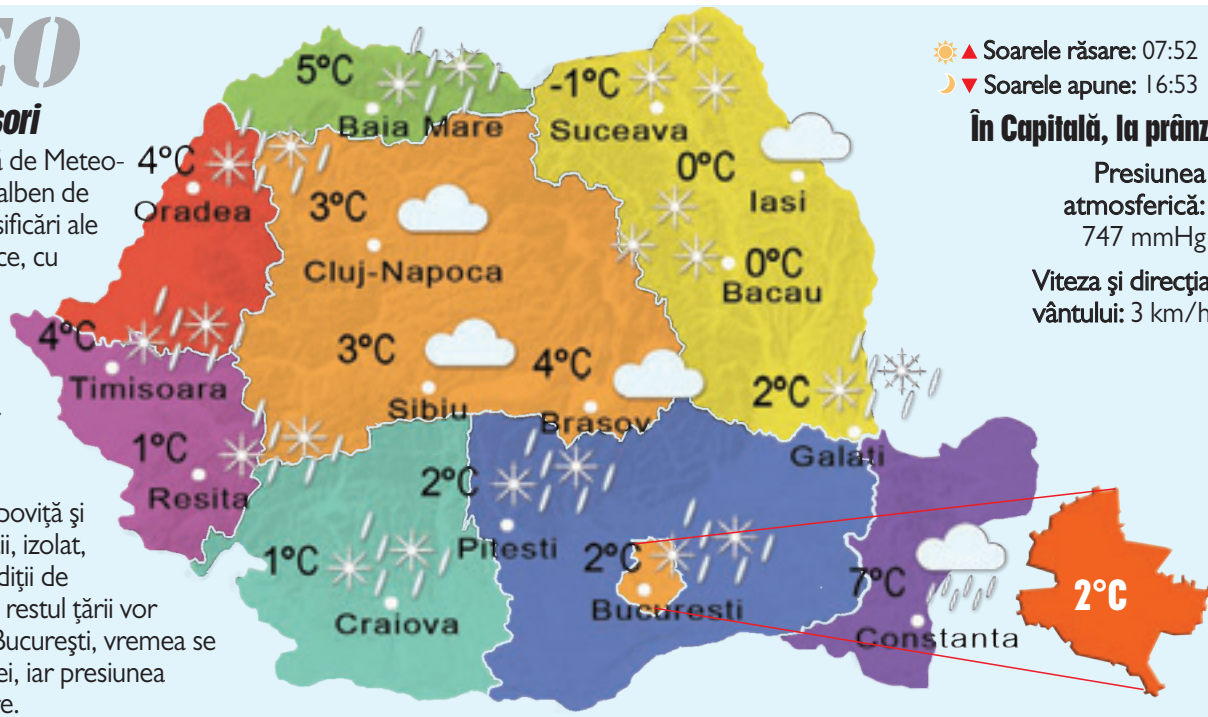 EO
sori
ă de Meteo-
alben de
sificări ale
ce, cu
boviţă şi
ii, izolat,
diţii de
restul ţării vor
Bucureşti, vremea se
ei, iar presiunea
re.
5°C
Baia Mare
-1°C
Suceava
4°C
Oradea
0°C
Iasi
3°C
Cluj-Napoca
0°C
Bacau
4°C
Timisoara
3°C
Sibiu
4°C
Brasov
2°C
Galati
1°C
Resita
2°C
Pitesti
1°C
Craiova
2°C
Bucuresti
7°C
Constanta
2°C
Soarele răsare: 07:52
Soarele apune: 16:53
În Capitală, la prânz
Presiunea
atmosferică:
747 mmHg
Viteza şi direcţia
vântului: 3 km/h